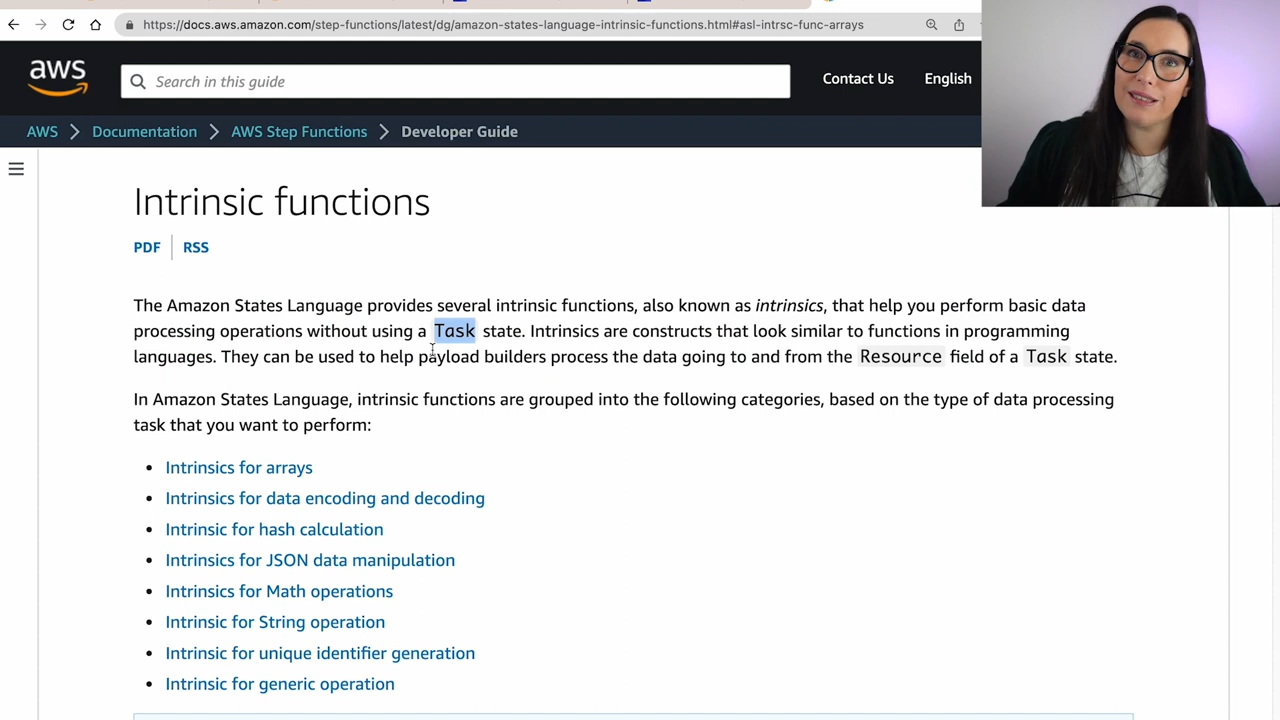 https://docs.aws.amazon.com/step-functions/latest/dg/amazon-states-language-intrinsic-functions.html#asl-intrsc-func-arrays
aws
Search in this guide
Contact Us
English
AWS > Documentation > AWS Step Functions > Developer Guide
Intrinsic functions
PDF | RSS
The Amazon States Language provides several intrinsic functions, also known as intrinsics, that help you perform basic data
processing operations without using a Task state. Intrinsics are constructs that look similar to functions in programming
languages. They can be used to help payload builders process the data going to and from the Resource field of a Task state.
In Amazon States Language, intrinsic functions are grouped into the following categories, based on the type of data processing
task that you want to perform:
• Intrinsics for arrays
• Intrinsics for data encoding and decoding
• Intrinsic for hash calculation
• Intrinsics for JSON data manipulation
• Intrinsics for Math operations
• Intrinsic for String operation
• Intrinsic for unique identifier generation
• Intrinsic for generic operation